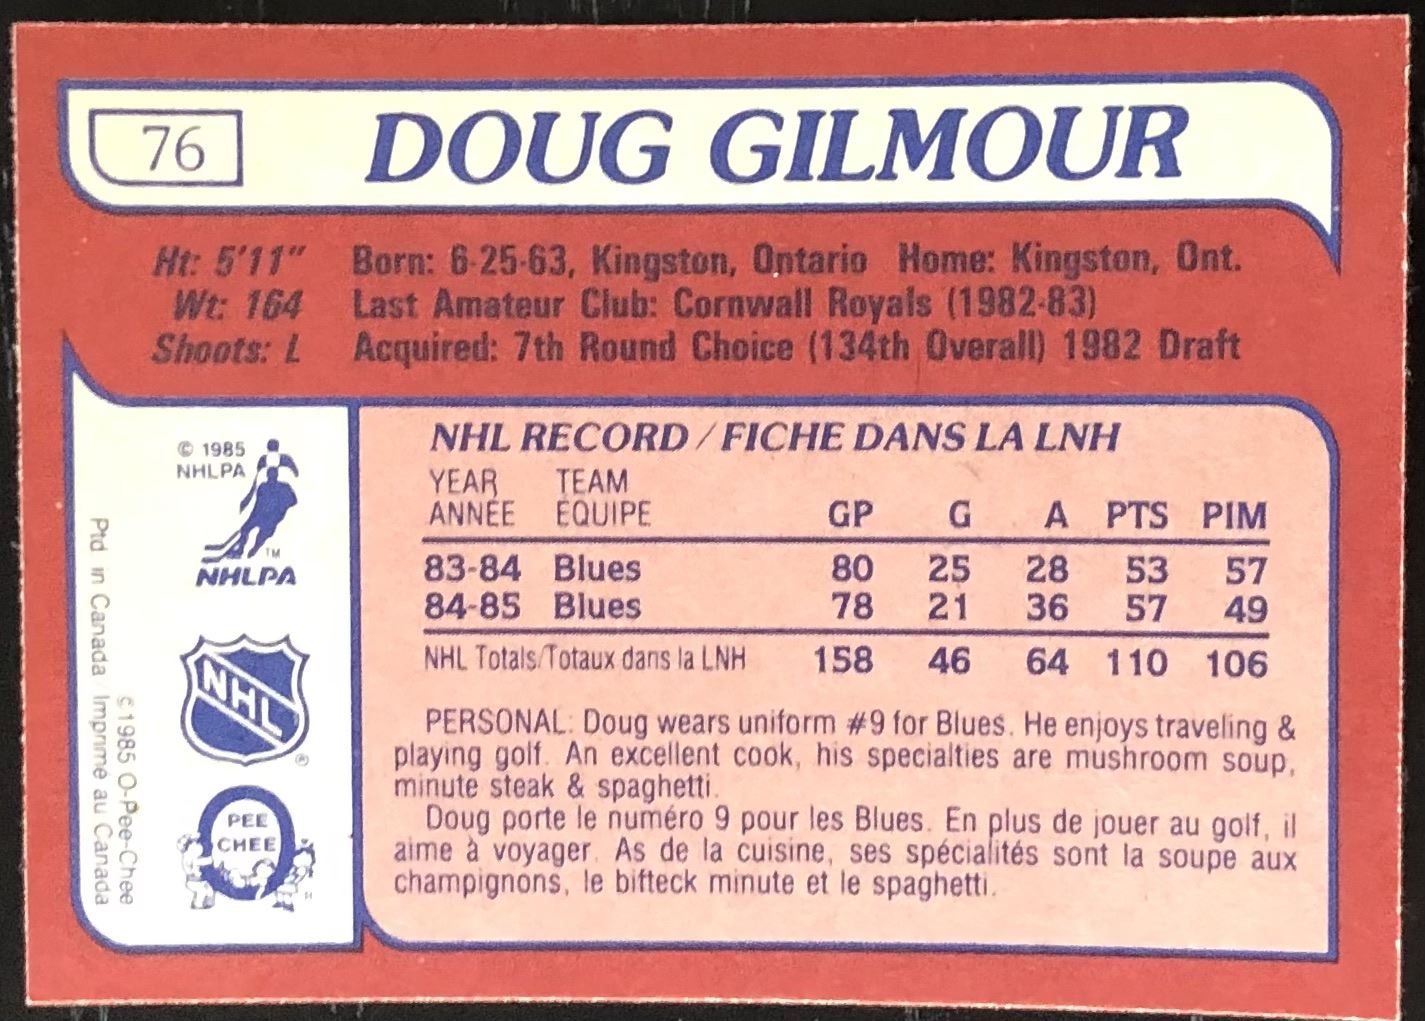 76
DOUG GILMOUR
Ht: 5'11" Born: 6-25-63, Kingston, Ontario Home: Kingston, Ont.
Wt: 164 Last Amateur Club: Cornwall Royals (1982-83)
Shoots: L Acquired: 7th Round Choice (134th Overall) 1982 Draft
© 1985
NHLPA
TM
NHLPA
NHL
®
PEE
CHEE
Ptd in Canada Imprimé au Canada
©1985 O-Pee-Chee
NHL RECORD / FICHE DANS LA LNH
YEAR TEAM
ANNÉE ÉQUIPE GP G A PTS PIM
83-84 Blues 80 25 28 53 57
84-85 Blues 78 21 36 57 49
NHL Totals/Totaux dans la LNH 158 46 64 110 106
PERSONAL: Doug wears uniform #9 for Blues. He enjoys traveling &
playing golf. An excellent cook, his specialties are mushroom soup,
minute steak & spaghetti.
Doug porte le numéro 9 pour les Blues. En plus de jouer au golf, il
aime à voyager. As de la cuisine, ses spécialités sont la soupe aux
champignons, le bifteck minute et le spaghetti.